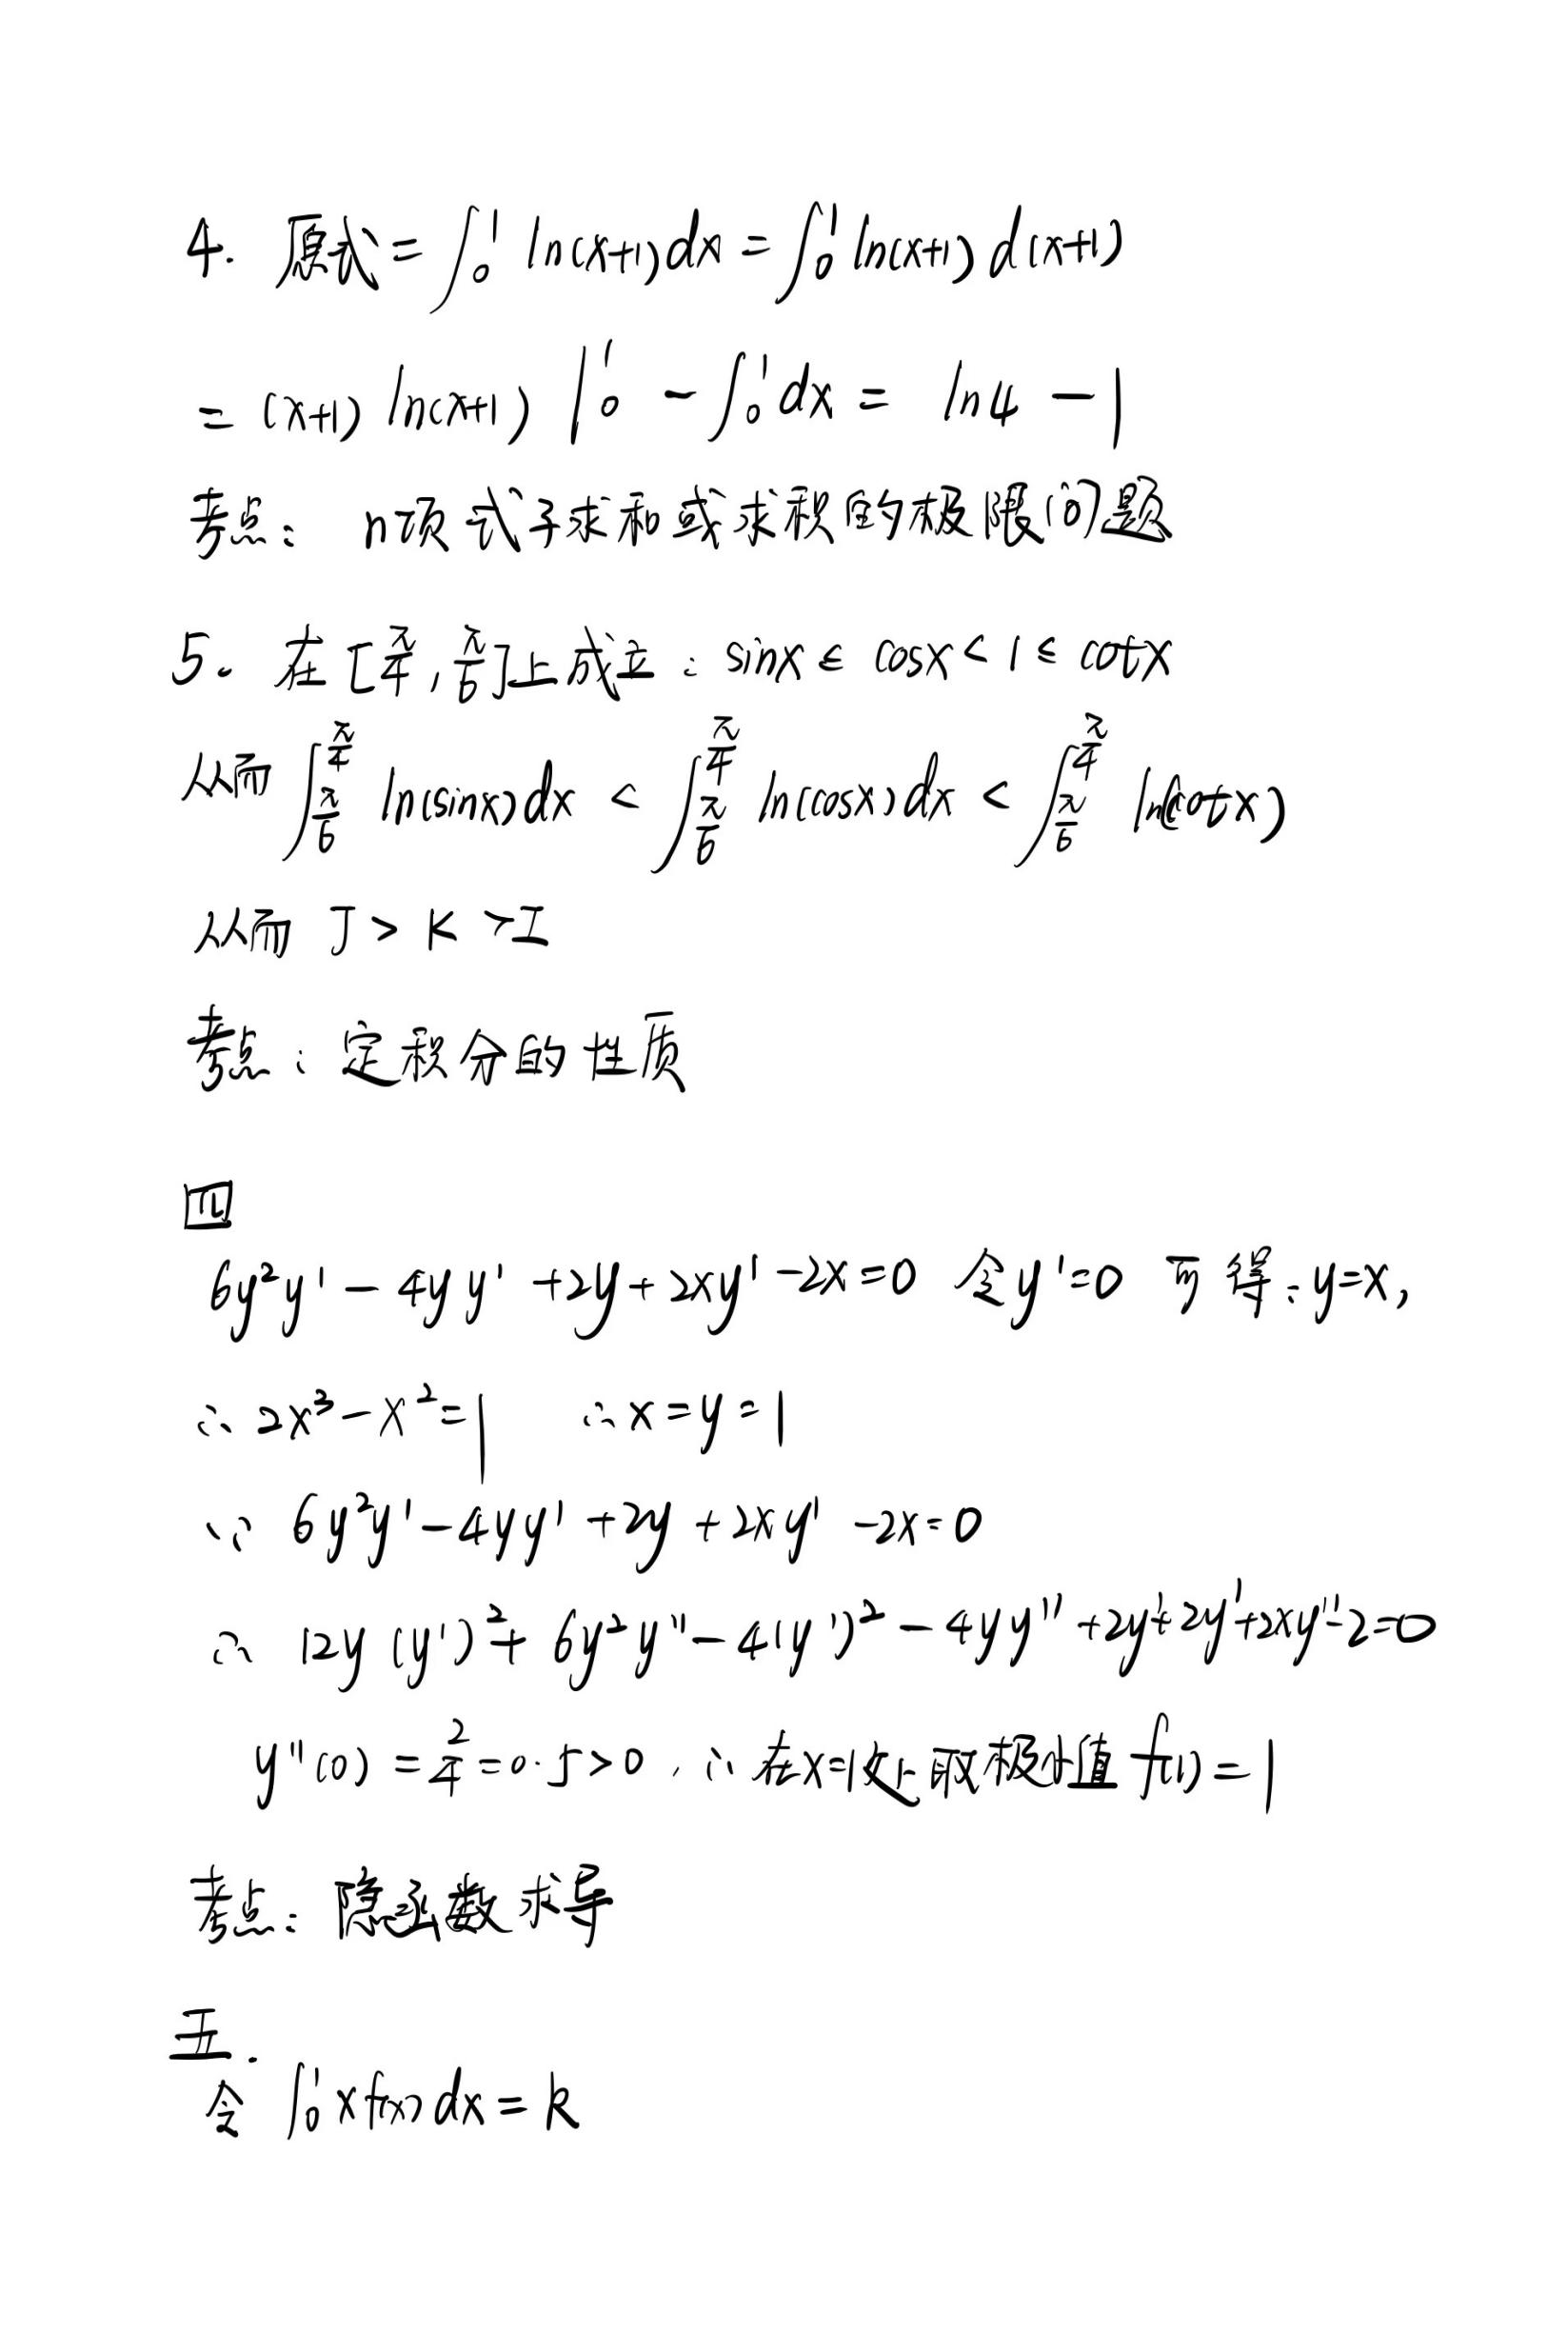 4. 原式=∫₀¹ ln(x+1)dx=∫₀¹ ln(x+1)d(x+1)
=(x+1)ln(x+1)|₀¹ -∫₀¹dx= ln4-1
考点: n项式子求和或求积的极限问题
5. 在[π/4,π/6]上成立:sinx≤cosx<1≤cotx
从而∫_{π/6}^{π/4} ln(sinx)dx<∫_{π/6}^{π/4} ln(cosx)dx<∫_{π/6}^{π/4} ln(cotx)
从而 J>K>I
考点:定积分的性质
四
6y²y'-4yy'+2y+2xy'-2x=0 令y'=0 可得:y=x,
∴2x³-x²=1 ∴x=y=1
∵ 6y²y'-4yy'+2y+2xy'-2x=0
∴ 12y(y')²+6y²y''-4(y')²-4yy''+2y'+2y'+2xy''-2=0
y''(0)=2/4=0.5>0,∴在x=1处取极小值f(1)=1
考点:隐函数求导
五.
令∫₀¹xf(x)dx=k